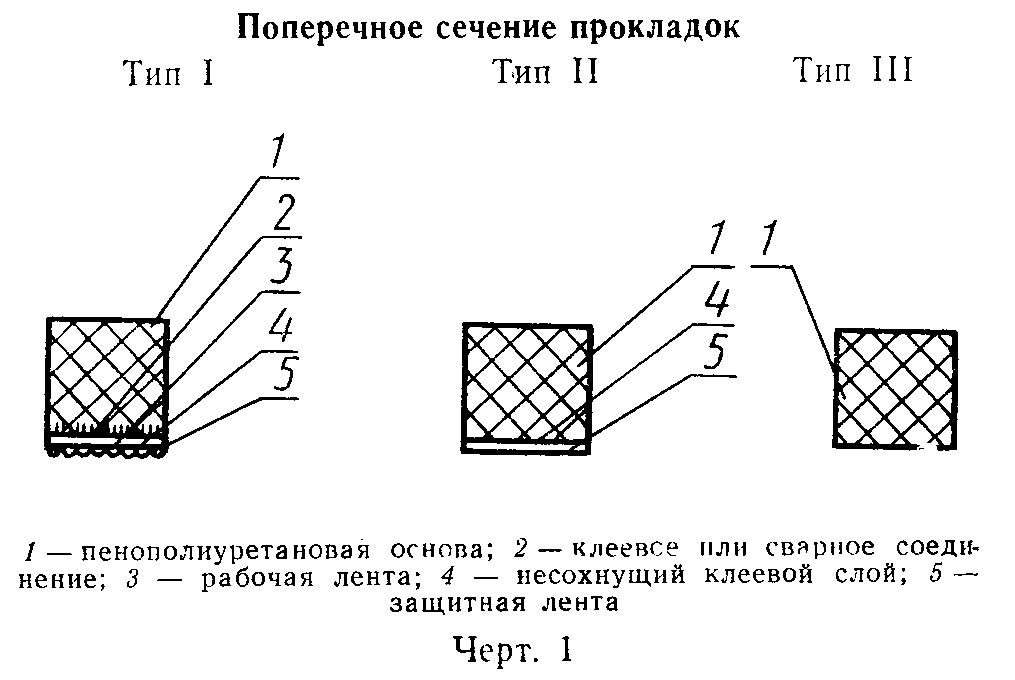 Поперечное сечение прокладок
Тип I Тип II Тип III
1
2
3
4
5
1
4
5
1
1 — пенополиуретановая основа; 2 — клеевсе или сварное соеди-
нение; 3 — рабочая лента; 4 — несохнущий клеевой слой; 5 —
защитная лента
Черт. 1